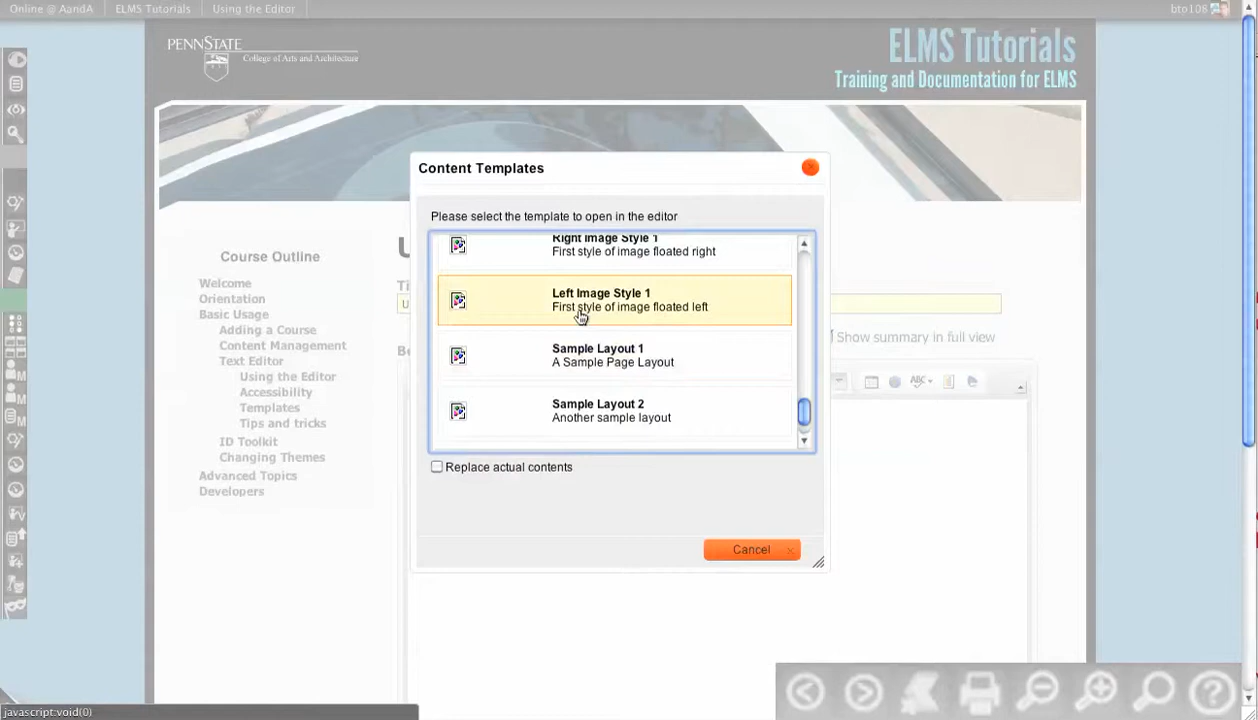 Online @ AandA ELMS Tutorials Using the Editor bto108
PENNSTATE
College of Arts and Architecture
ELMS Tutorials
Training and Documentation for ELMS
Content Templates
Please select the template to open in the editor
Right Image Style 1
First style of image floated right
Left Image Style 1
First style of image floated left
Sample Layout 1
A Sample Page Layout
Sample Layout 2
Another sample layout
Replace actual contents
Cancel
Course Outline
Welcome
Orientation
Basic Usage
Adding a Course
Content Management
Text Editor
Using the Editor
Accessibility
Templates
Tips and tricks
ID Toolkit
Changing Themes
Advanced Topics
Developers
Show summary in full view
ABC
javascript:void(0)